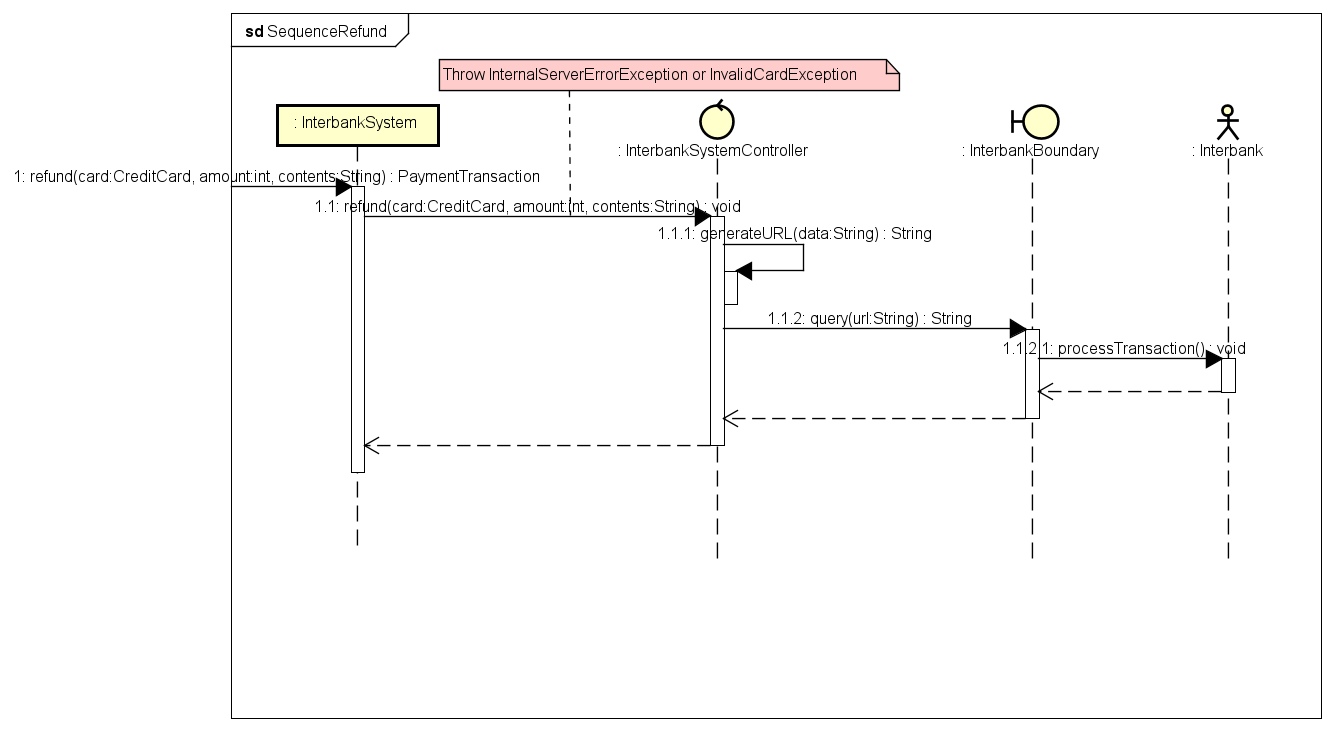 sd SequenceRefund
Throw InternalServerErrorException or InvalidCardException
: InterbankSystem
: InterbankSystemController
: InterbankBoundary
: Interbank
1: refund(card:CreditCard, amount:int, contents:String) : PaymentTransaction
1.1: refund(card:CreditCard, amount:int, contents:String) : void
1.1.1: generateURL(data:String) : String
1.1.2: query(url:String) : String
1.1.2.1: processTransaction() : void